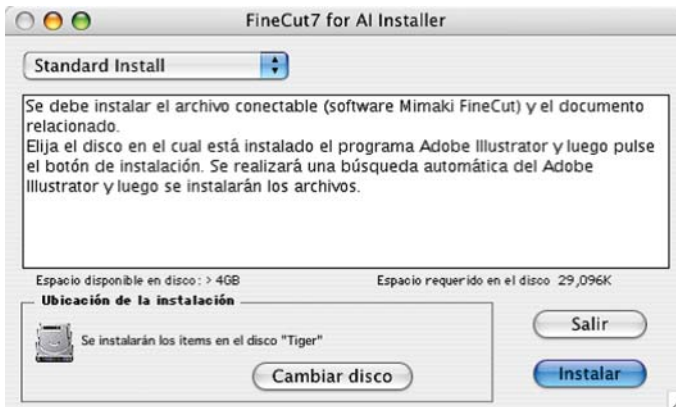 FineCut7 for AI Installer
Standard Install
Se debe instalar el archivo conectable (software Mimaki FineCut) y el documento
relacionado.
Elija el disco en el cual está instalado el programa Adobe Illustrator y luego pulse
el botón de instalación. Se realizará una búsqueda automática del Adobe
Illustrator y luego se instalarán los archivos.
Espacio disponible en disco: > 4GB
Espacio requerido en el disco 29,096K
Ubicación de la instalación
Se instalarán los ítems en el disco "Tiger"
Salir
Cambiar disco
Instalar